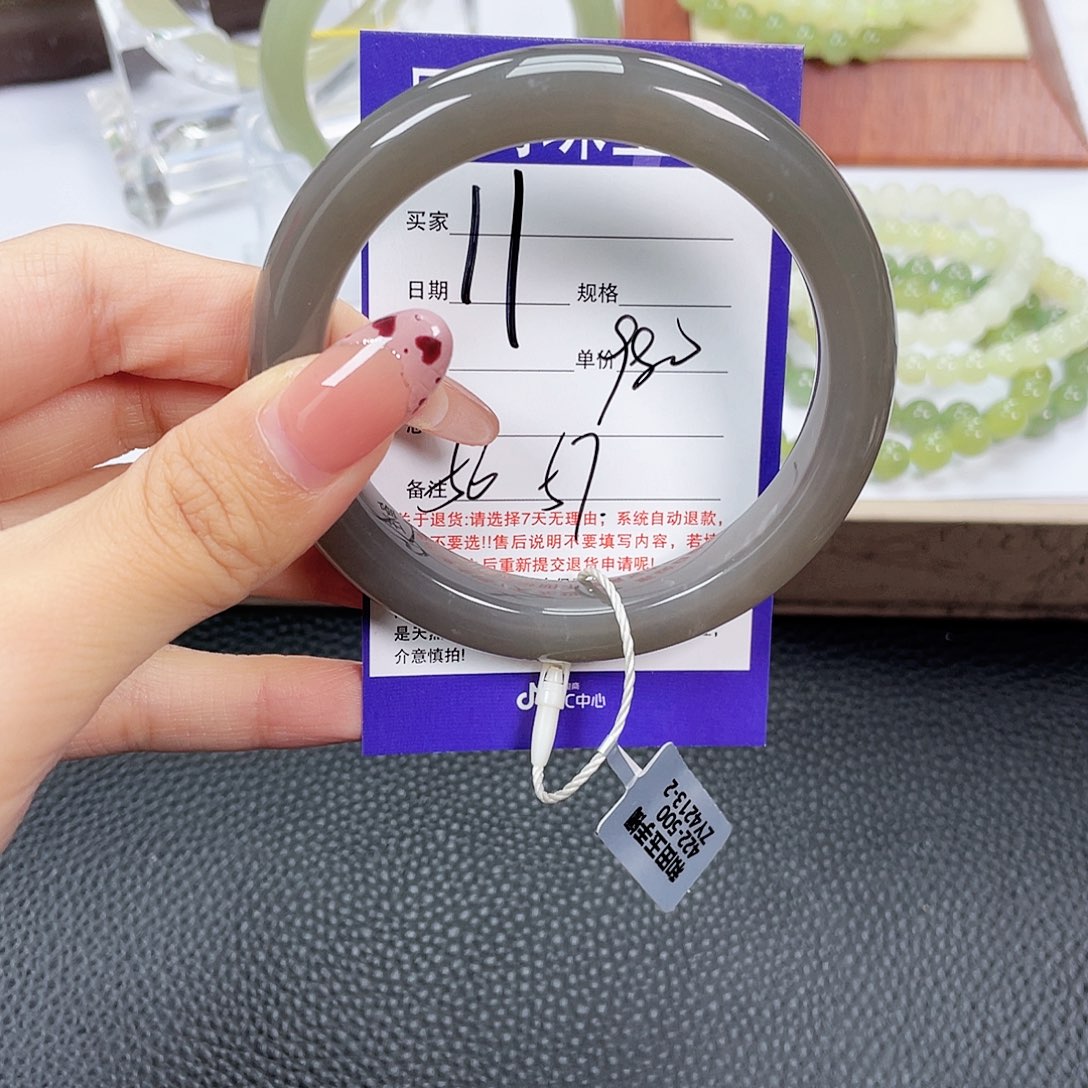 买家 11
日期 规格
单价 980
备注 56 57
关于退货:请选择7天无理由;系统自动退款,
不要选!!售后说明不要填写内容,若
后重新提交退货申请呢!
是天然
介意慎拍!
C中心
和田玉手镯
422-500
ZY4213-2